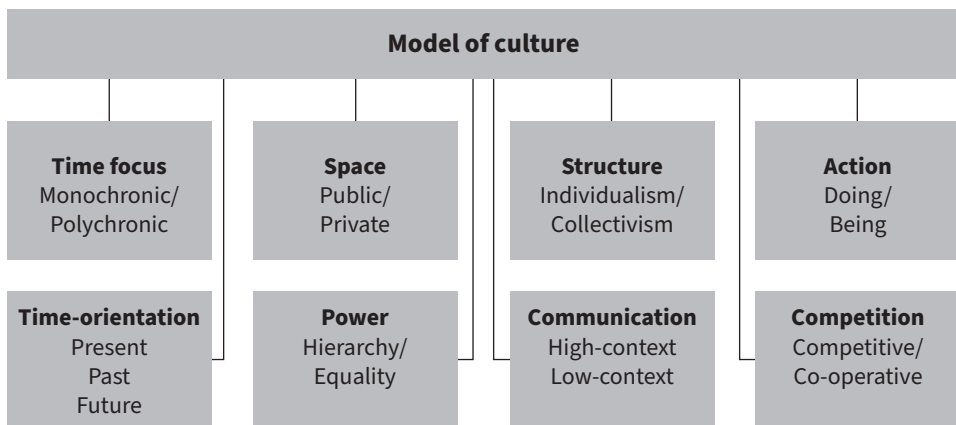 Model of culture
Time focus
Monochronic/
Polychronic
Space
Public/
Private
Structure
Individualism/
Collectivism
Action
Doing/
Being
Time-orientation
Present
Past
Future
Power
Hierarchy/
Equality
Communication
High-context
Low-context
Competition
Competitive/
Co-operative